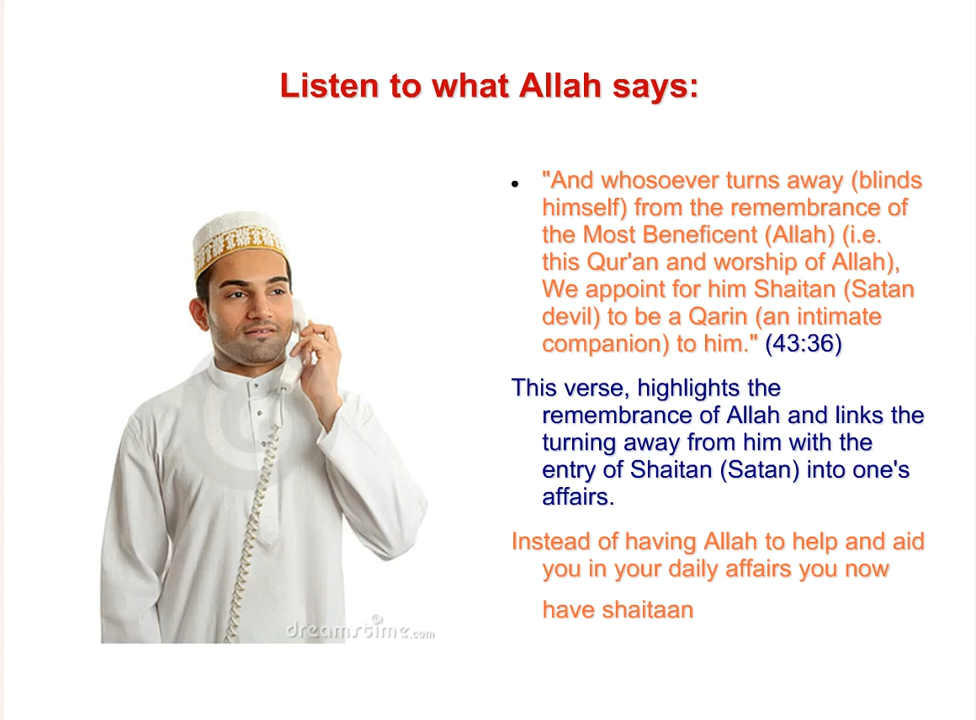 Listen to what Allah says:
• "And whosoever turns away (blinds
himself) from the remembrance of
the Most Beneficent (Allah) (i.e.
this Qur'an and worship of Allah),
We appoint for him Shaitan (Satan
devil) to be a Qarin (an intimate
companion) to him." (43:36)
This verse, highlights the
remembrance of Allah and links the
turning away from him with the
entry of Shaitan (Satan) into one's
affairs.
Instead of having Allah to help and aid
you in your daily affairs you now
have shaitaan
dreamstime.com